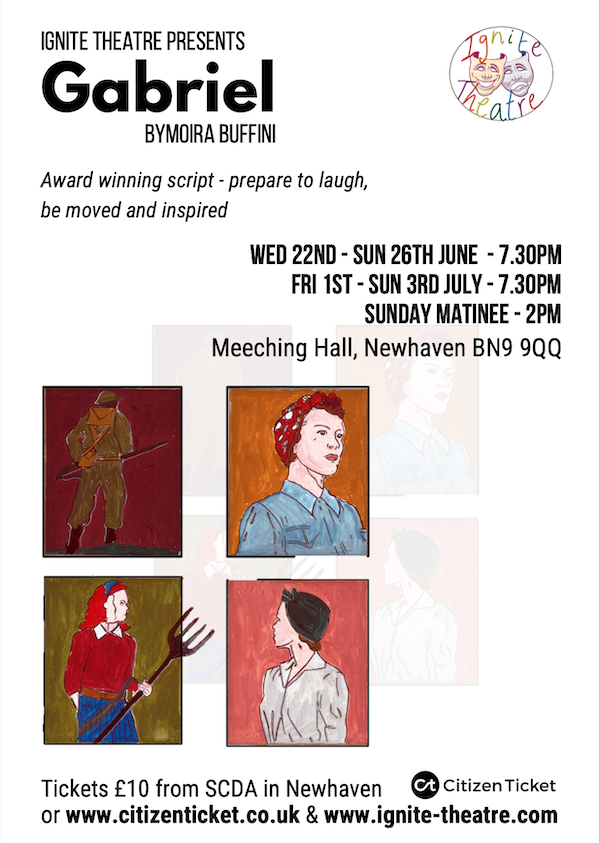 IGNITE THEATRE PRESENTS
Gabriel
BYMOIRA BUFFINI
Ignite
Theatre
Award winning script - prepare to laugh,
be moved and inspired
WED 22ND - SUN 26TH JUNE - 7.30PM
FRI 1ST - SUN 3RD JULY - 7.30PM
SUNDAY MATINEE - 2PM
Meeching Hall, Newhaven BN9 9QQ
Tickets £10 from SCDA in Newhaven
ct CitizenTicket
or www.citizenticket.co.uk & www.ignite-theatre.com